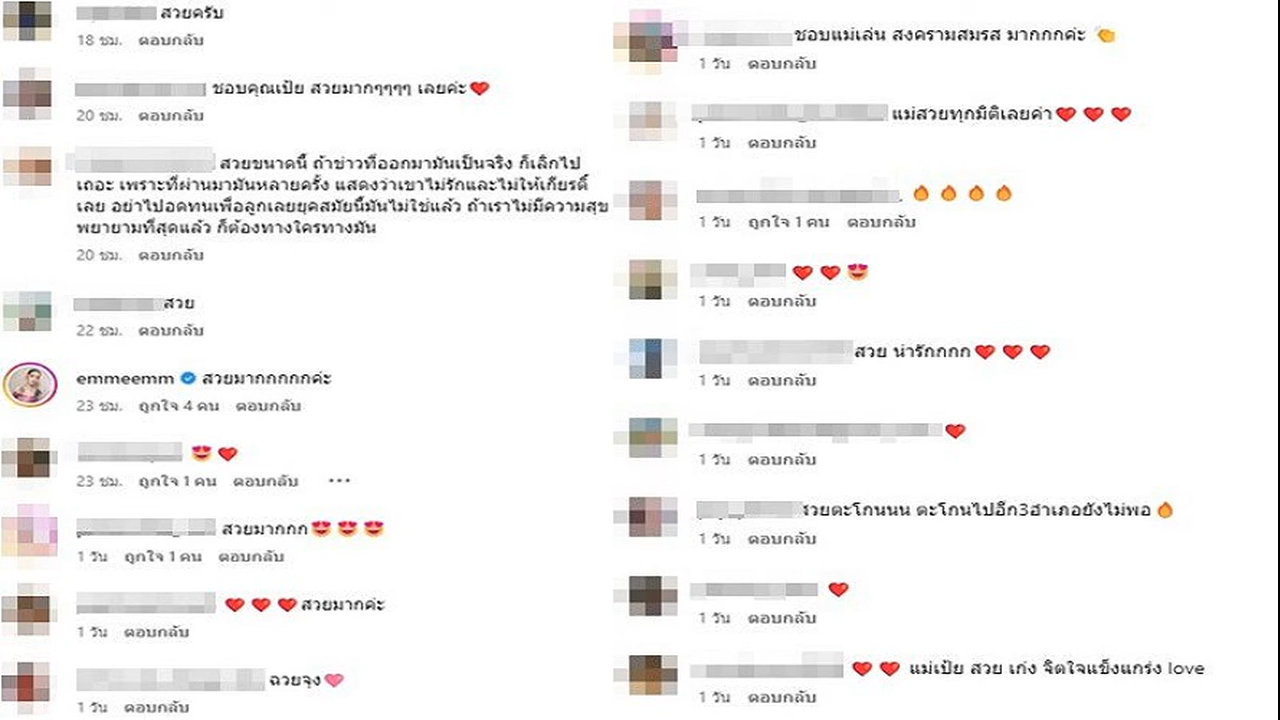 สวยครับ
18 ชม. ตอบกลับ
ชอบคุณเป้ย สวยมากๆๆๆๆ เลยค่ะ❤️
20 ชม. ตอบกลับ
สวยขนาดนี้ ถ้าข่าวที่ออกมามันเป็นจริง ก็เลิกไป
เถอะ เพราะที่ผ่านมามันหลายครั้ง แสดงว่าเขาไม่รักและไม่ให้เกียรติ์
เลย อย่าไปอดทนเพื่อลูกเลยยุคสมัยนี้มันไม่ใช่แล้ว ถ้าเราไม่มีความสุข
พยายามที่สุดแล้ว ก็ต้องทางใครทางมัน
20 ชม. ตอบกลับ
สวย
22 ชม. ตอบกลับ
emmeemm สวยมากกกกกค่ะ
23 ชม. ถูกใจ 4 คน ตอบกลับ
😍❤️
23 ชม. ถูกใจ 1 คน ตอบกลับ ...
สวยมากกก😍😍😍
1 วัน ถูกใจ 1 คน ตอบกลับ
❤️❤️❤️สวยมากค่ะ
1 วัน ตอบกลับ
ฉวยจุง🩷
1 วัน ตอบกลับ
ชอบแม่เล่น สงครามสมรส มากกกค่ะ 👏
1 วัน ตอบกลับ
แม่สวยทุกมิติเลยค่า❤️❤️❤️
1 วัน ตอบกลับ
🔥🔥🔥🔥
1 วัน ถูกใจ 1 คน ตอบกลับ
❤️❤️😍
1 วัน ตอบกลับ
สวย น่ารักกกก❤️❤️❤️
1 วัน ตอบกลับ
❤️
1 วัน ตอบกลับ
สวยตะโกนนน ตะโกนไปอีก3อำเภอยังไม่พอ🔥
1 วัน ตอบกลับ
❤️
1 วัน ตอบกลับ
❤️❤️ แม่เป้ย สวย เก่ง จิตใจแข็งแกร่ง love
1 วัน ตอบกลับ